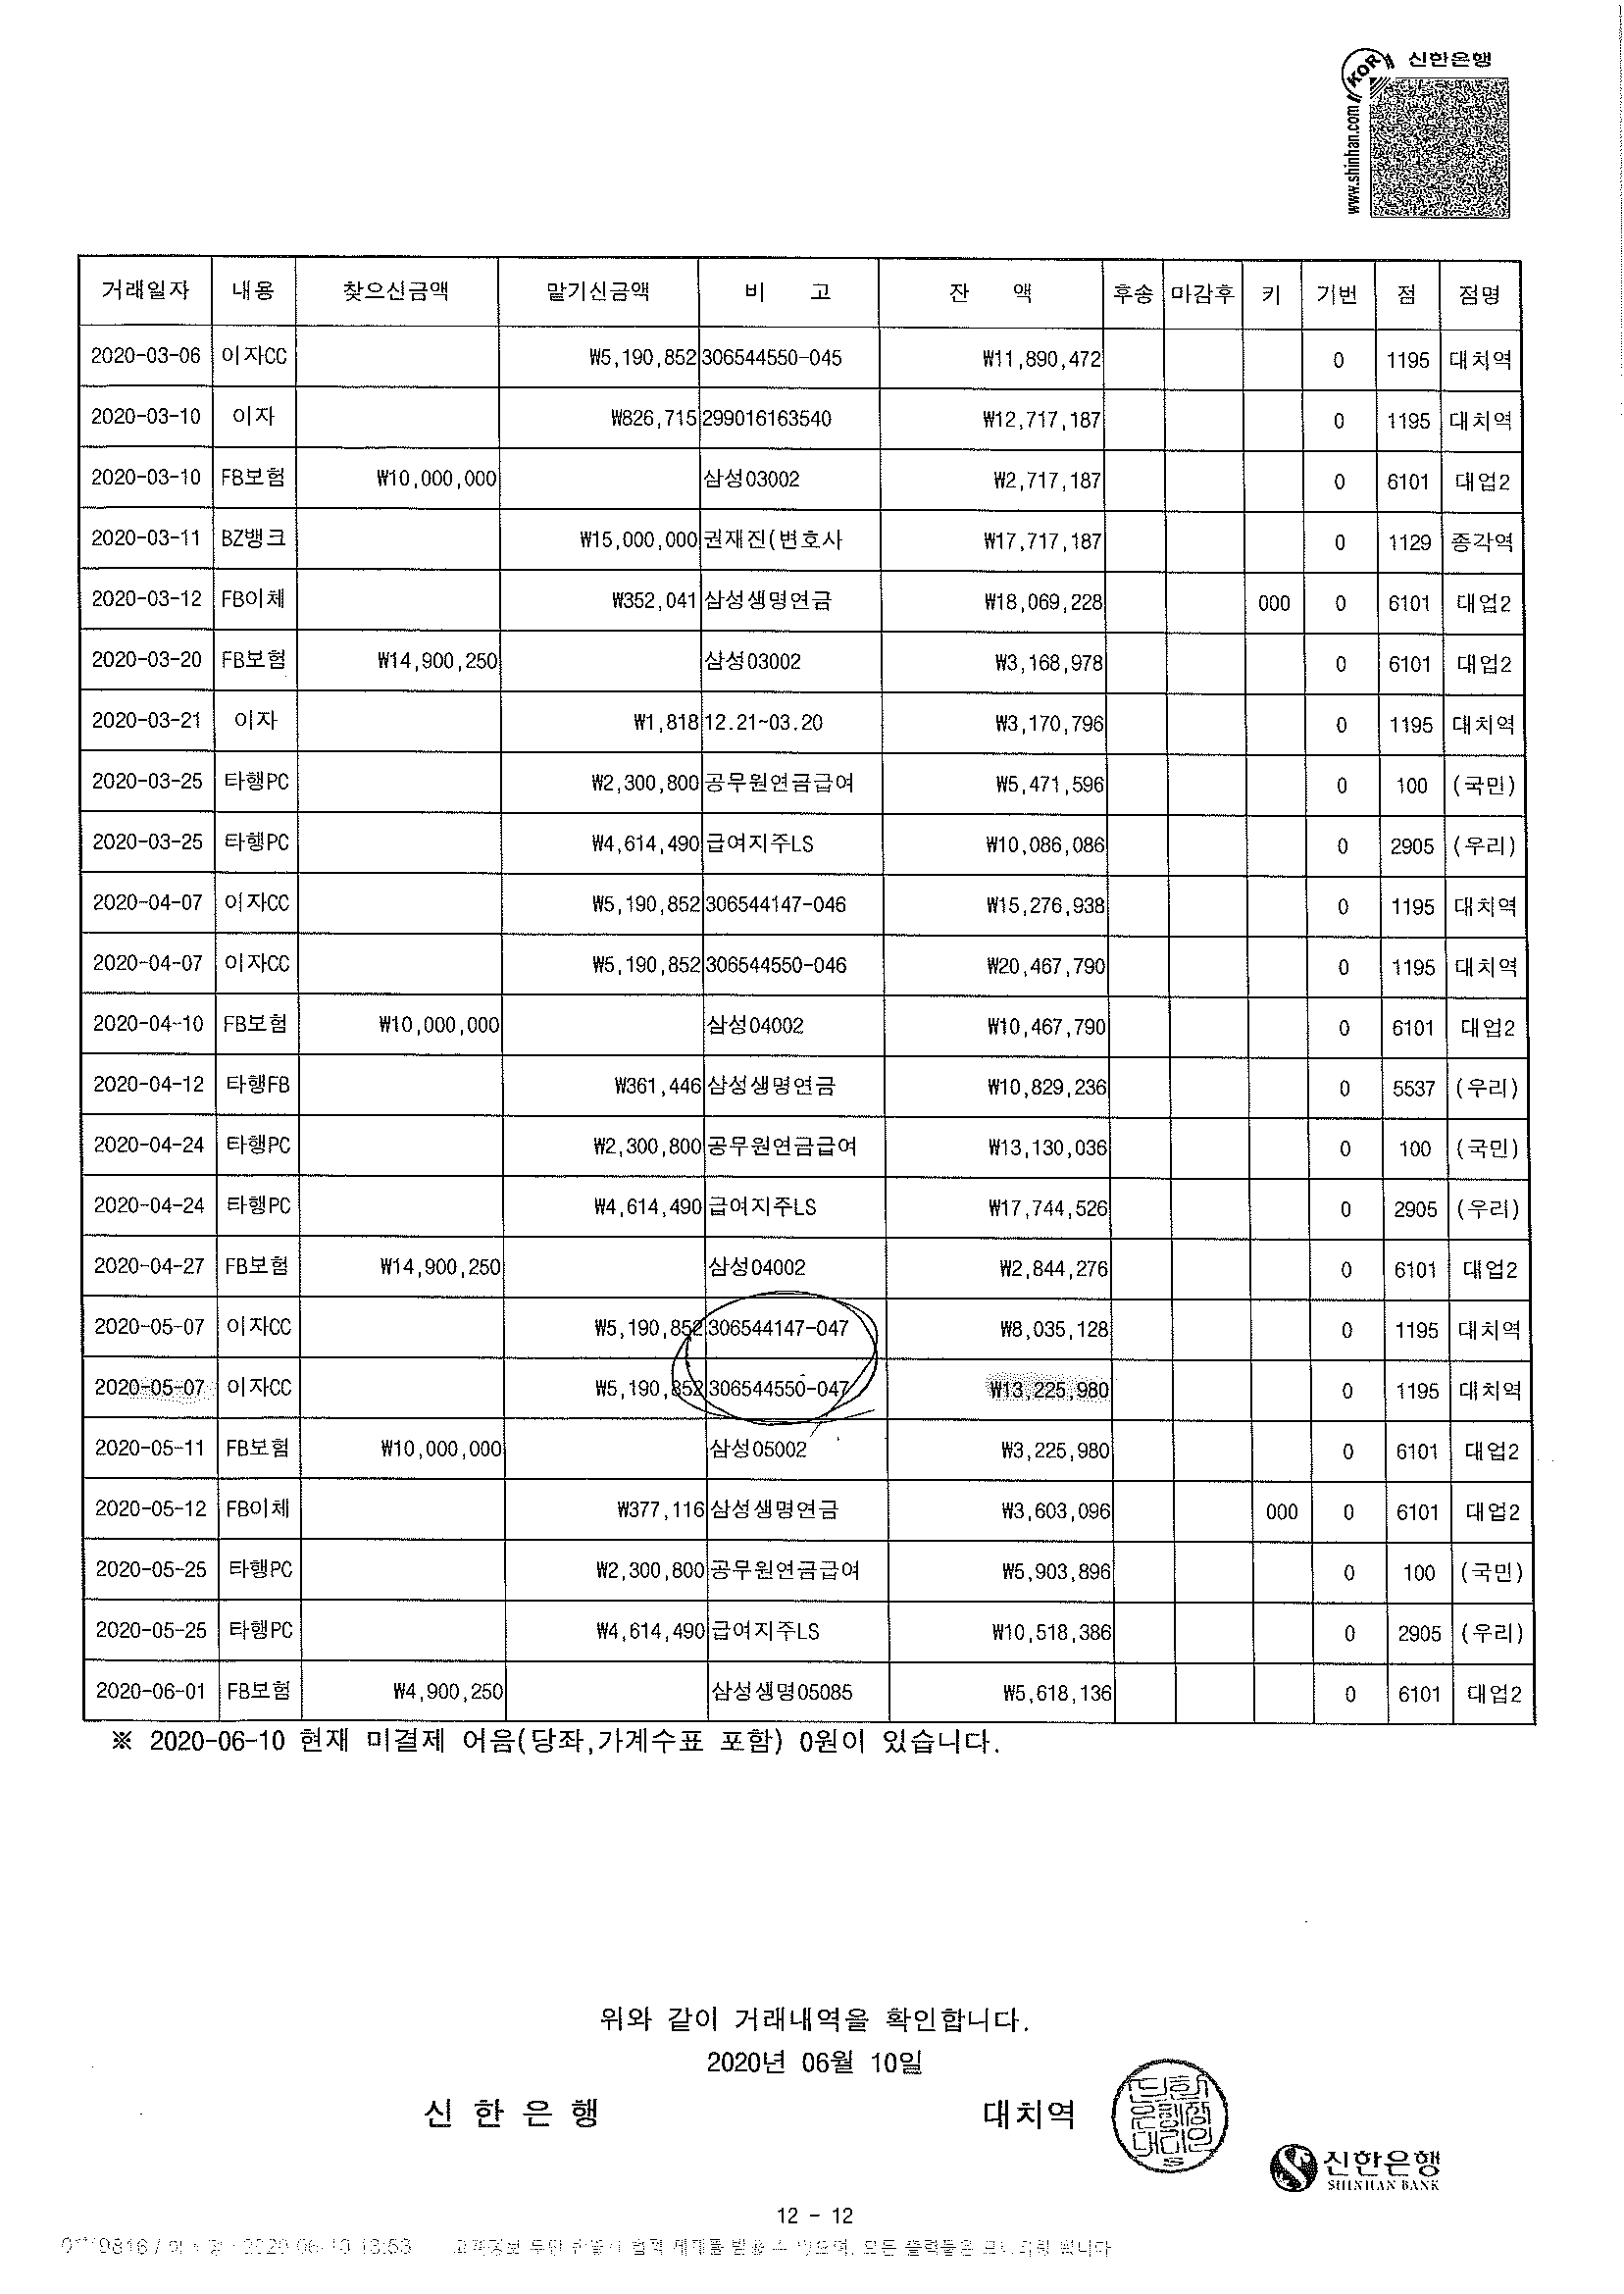 신한은행
KOR
www.shinhan.com
거래일자 내용 찾으신금액 맡기신금액 비 고 잔 액 후송 마감후 키 기번 점 점명
2020-03-06 이자CC ₩5,190,852 306544550-045 ₩11,890,472 0 1195 대치역
2020-03-10 이자 ₩826,715 299016163540 ₩12,717,187 0 1195 대치역
2020-03-10 FB보험 ₩10,000,000 삼성03002 ₩2,717,187 0 6101 대업2
2020-03-11 BZ뱅크 ₩15,000,000 권재진(변호사 ₩17,717,187 0 1129 종각역
2020-03-12 FB이체 ₩352,041 삼성생명연금 ₩18,069,228 000 0 6101 대업2
2020-03-20 FB보험 ₩14,900,250 삼성03002 ₩3,168,978 0 6101 대업2
2020-03-21 이자 ₩1,818 12.21~03.20 ₩3,170,796 0 1195 대치역
2020-03-25 타행PC ₩2,300,800 공무원연금급여 ₩5,471,596 0 100 (국민)
2020-03-25 타행PC ₩4,614,490 급여지주LS ₩10,086,086 0 2905 (우리)
2020-04-07 이자CC ₩5,190,852 306544147-046 ₩15,276,938 0 1195 대치역
2020-04-07 이자CC ₩5,190,852 306544550-046 ₩20,467,790 0 1195 대치역
2020-04-10 FB보험 ₩10,000,000 삼성04002 ₩10,467,790 0 6101 대업2
2020-04-12 타행FB ₩361,446 삼성생명연금 ₩10,829,236 0 5537 (우리)
2020-04-24 타행PC ₩2,300,800 공무원연금급여 ₩13,130,036 0 100 (국민)
2020-04-24 타행PC ₩4,614,490 급여지주LS ₩17,744,526 0 2905 (우리)
2020-04-27 FB보험 ₩14,900,250 삼성04002 ₩2,844,276 0 6101 대업2
2020-05-07 이자CC ₩5,190,852 306544147-047 ₩8,035,128 0 1195 대치역
2020-05-07 이자CC ₩5,190,852 306544550-047 ₩13,225,980 0 1195 대치역
2020-05-11 FB보험 ₩10,000,000 삼성05002 ₩3,225,980 0 6101 대업2
2020-05-12 FB이체 ₩377,116 삼성생명연금 ₩3,603,096 000 0 6101 대업2
2020-05-25 타행PC ₩2,300,800 공무원연금급여 ₩5,903,896 0 100 (국민)
2020-05-25 타행PC ₩4,614,490 급여지주LS ₩10,518,386 0 2905 (우리)
2020-06-01 FB보험 ₩4,900,250 삼성생명05085 ₩5,618,136 0 6101 대업2
※ 2020-06-10 현재 미결제 어음(당좌,가계수표 포함) 0원이 있습니다.
위와 같이 거래내역을 확인합니다.
2020년 06월 10일
신 한 은 행 대치역
신한은행
SHINHAN BANK
12 - 12
2020-06-10 13:53 고객정보 무단